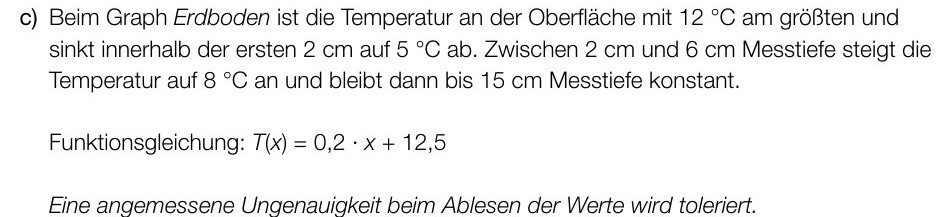 c) Beim Graph Erdboden ist die Temperatur an der Oberfläche mit 12 °C am größten und
sinkt innerhalb der ersten 2 cm auf 5 °C ab. Zwischen 2 cm und 6 cm Messtiefe steigt die
Temperatur auf 8 °C an und bleibt dann bis 15 cm Messtiefe konstant.
Funktionsgleichung: T(x) = 0,2 · x + 12,5
Eine angemessene Ungenauigkeit beim Ablesen der Werte wird toleriert.